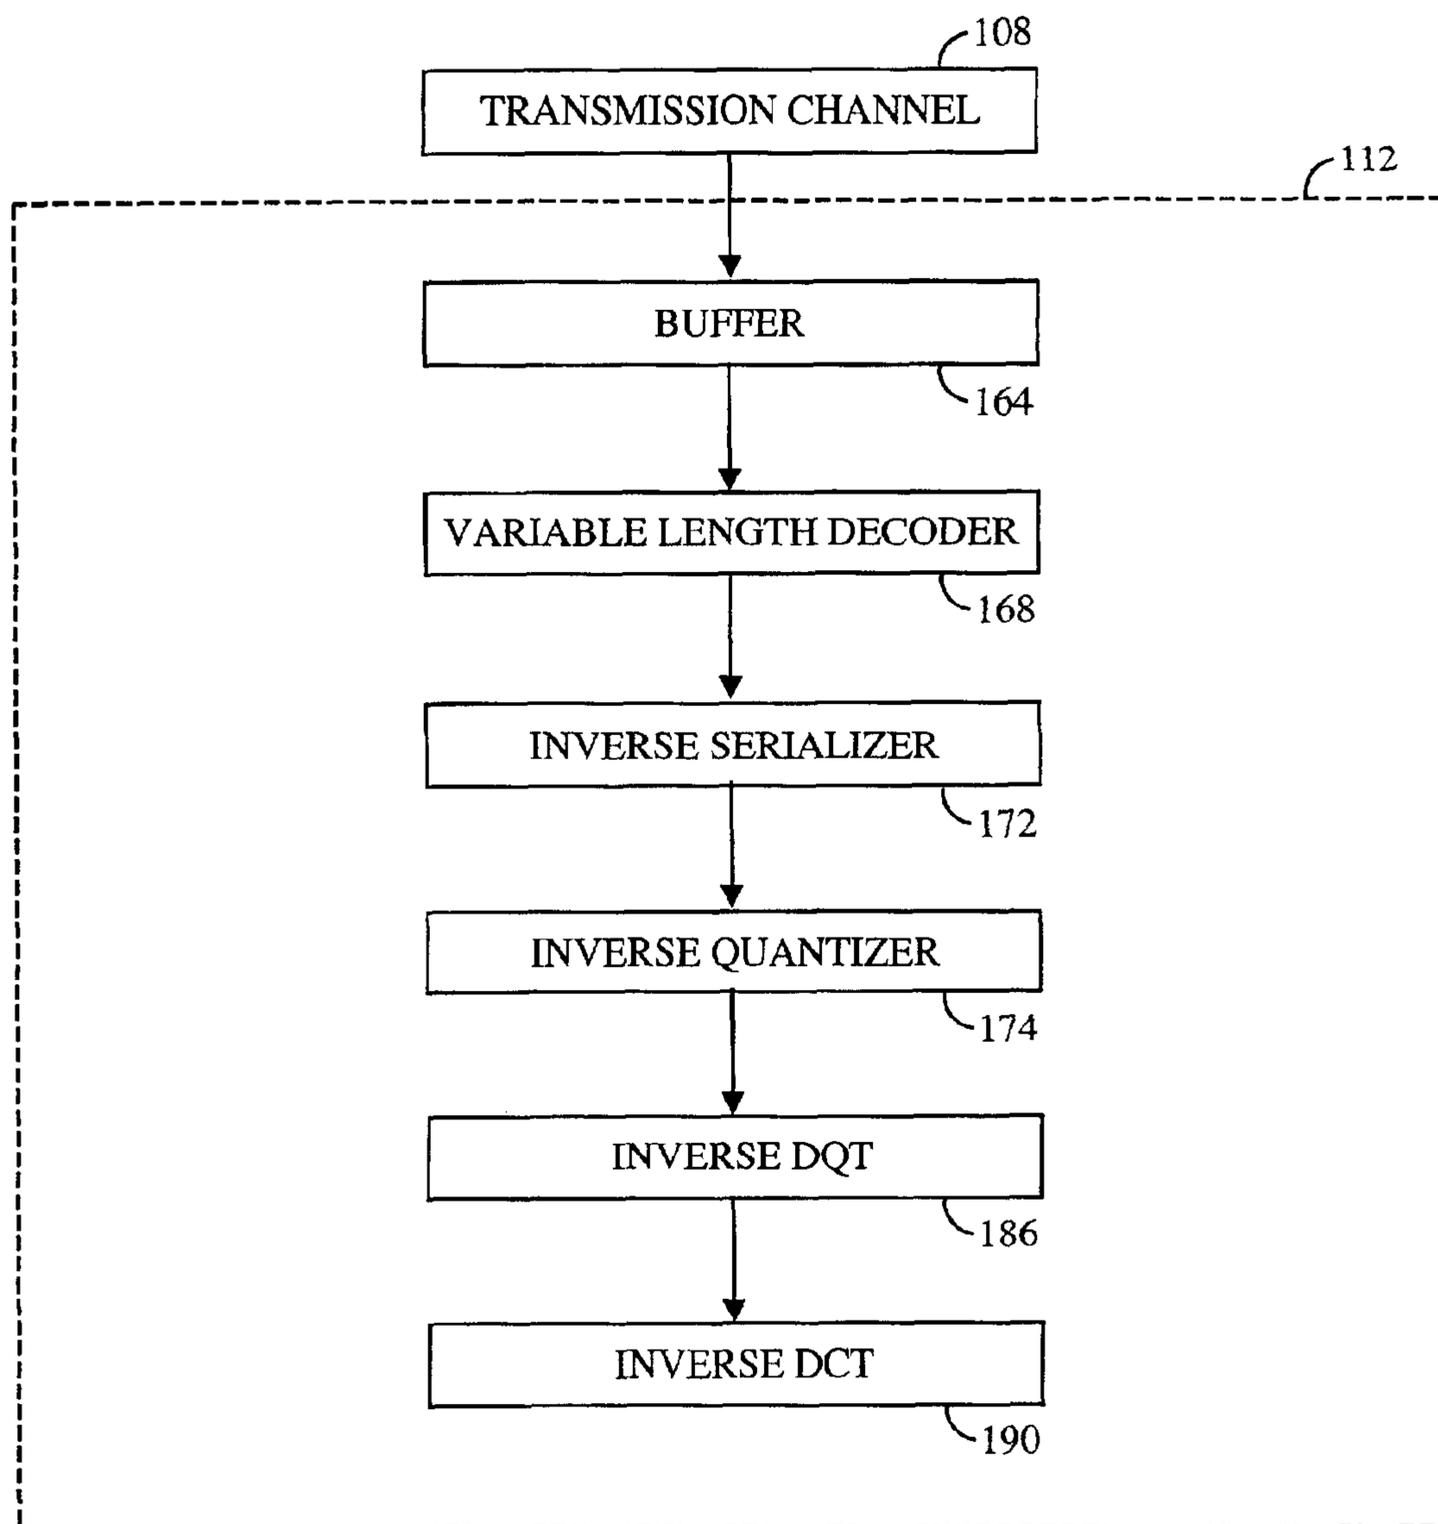 108
TRANSMISSION CHANNEL
112
BUFFER
164
VARIABLE LENGTH DECODER
168
INVERSE SERIALIZER
172
INVERSE QUANTIZER
174
INVERSE DQT
186
INVERSE DCT
190